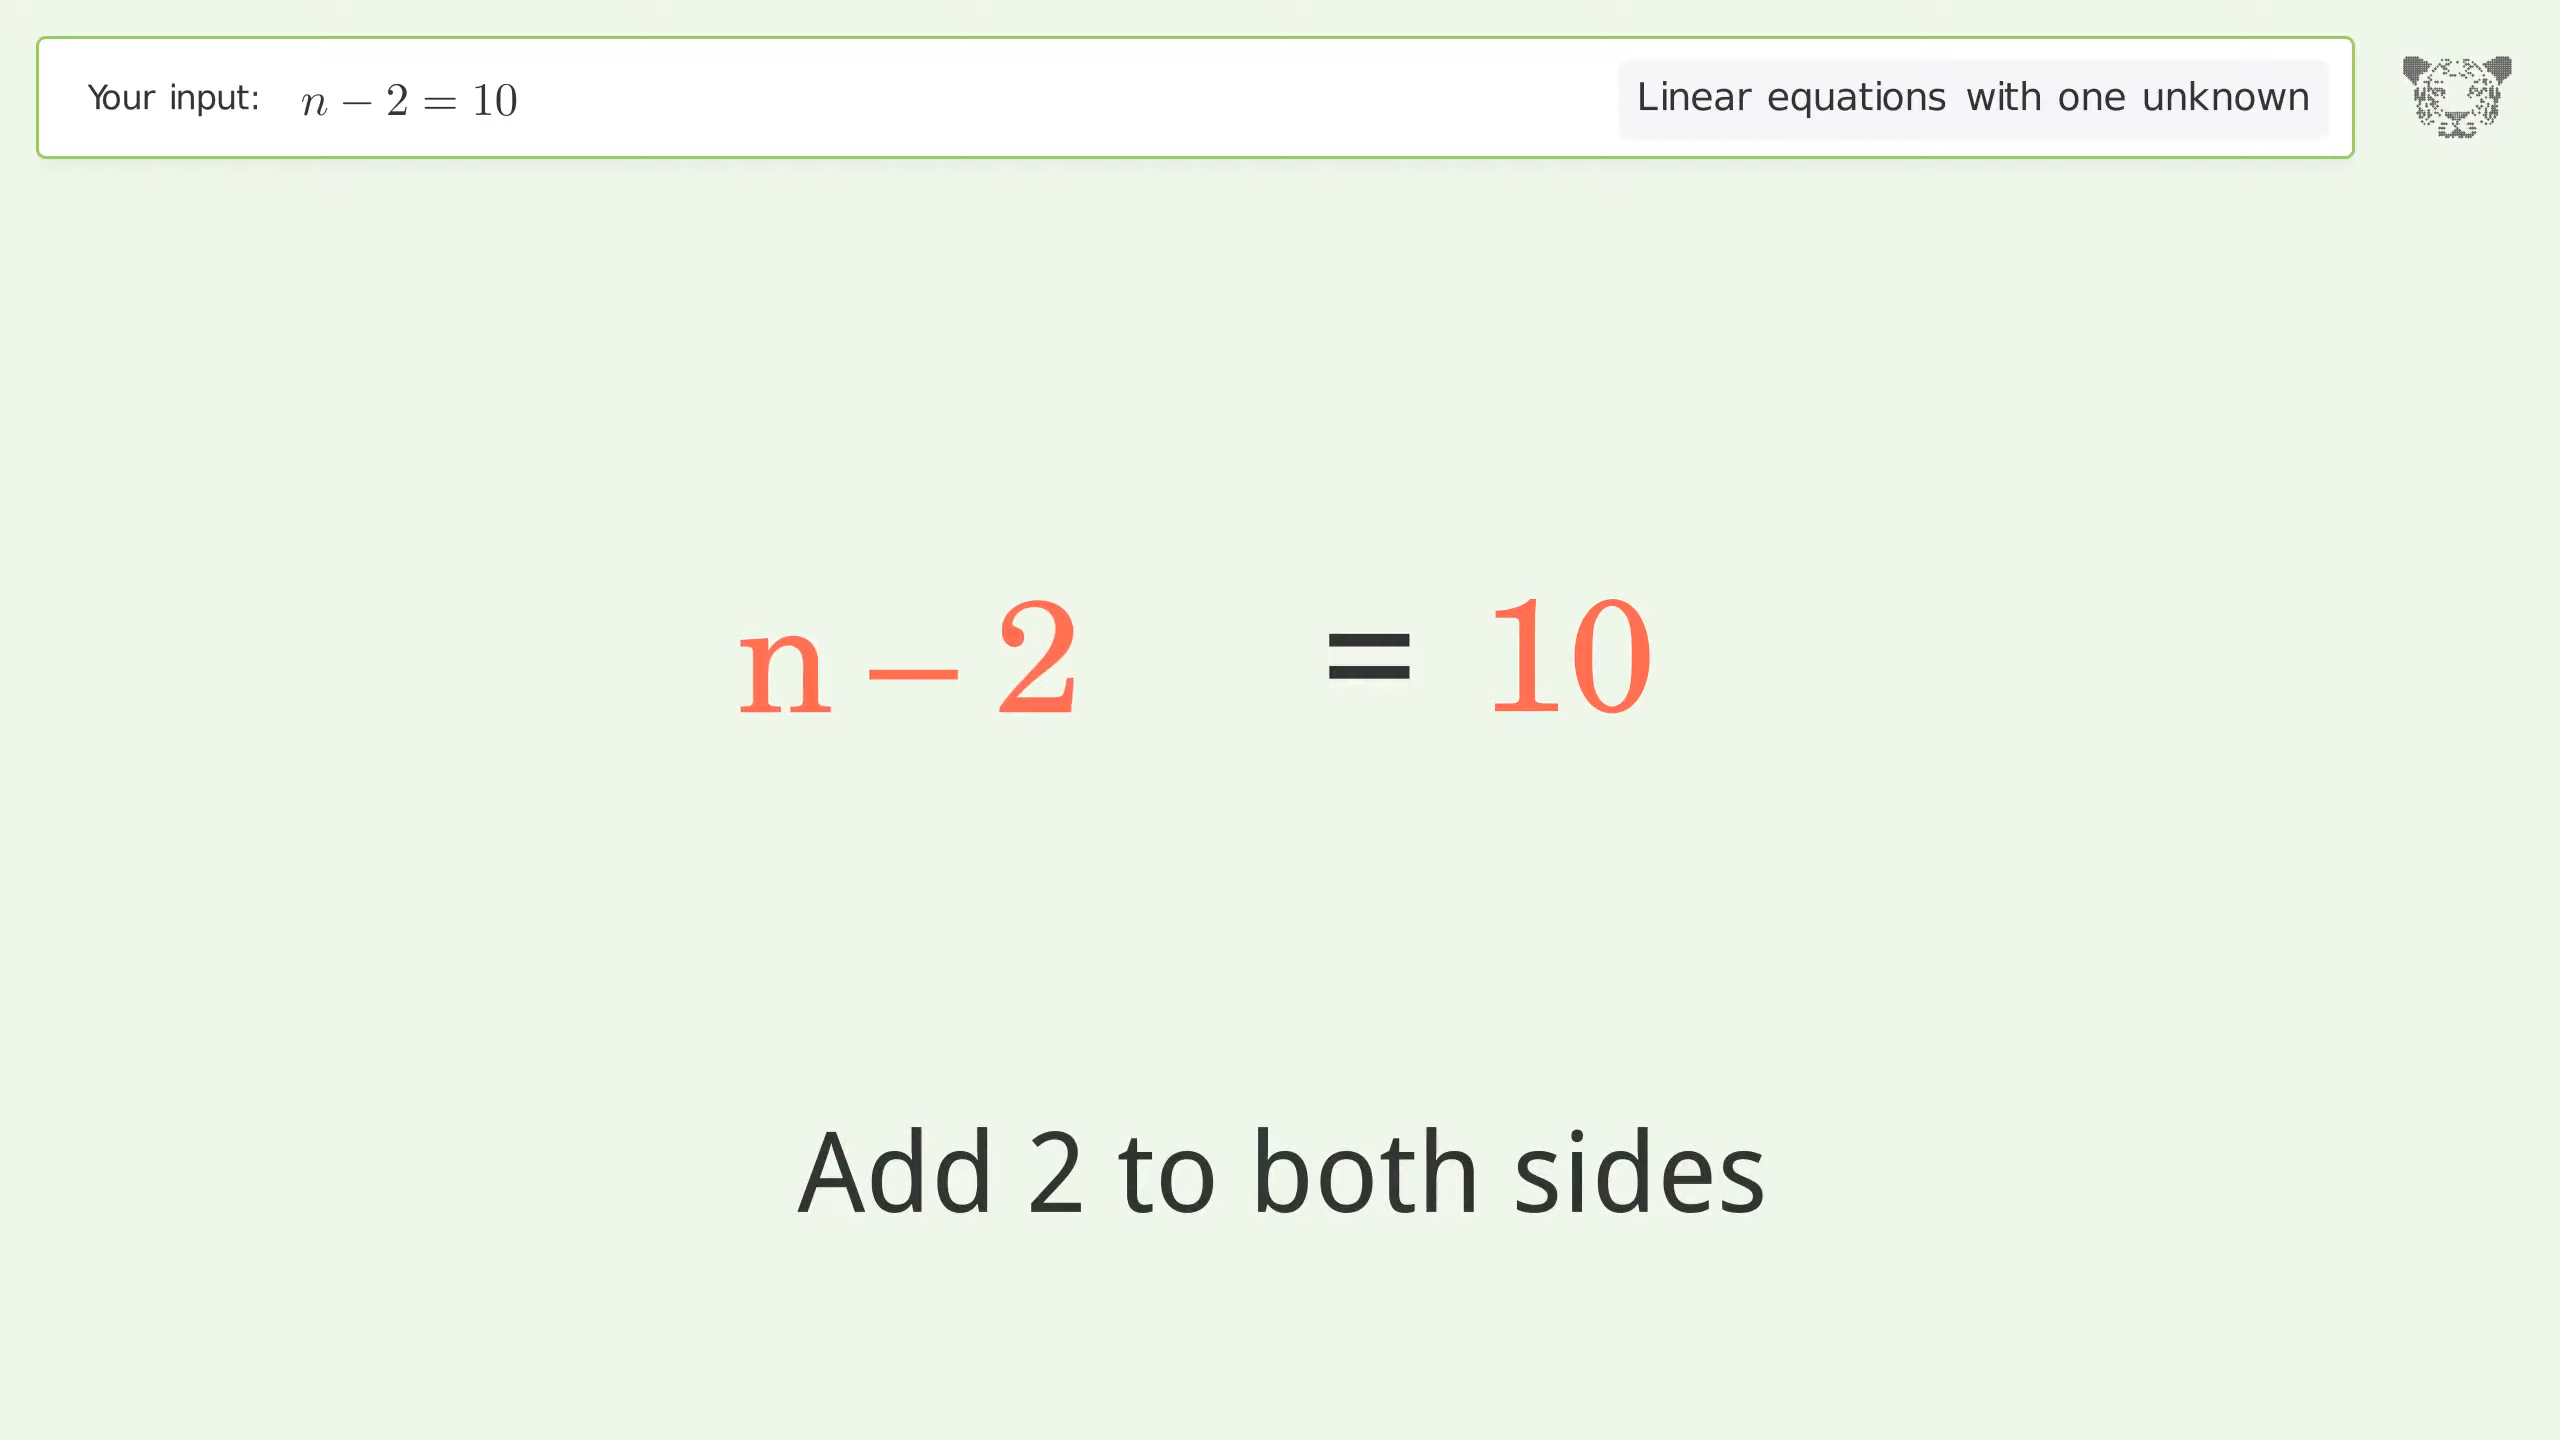 Your input: n − 2 = 10
Linear equations with one unknown
n − 2 = 10
Add 2 to both sides